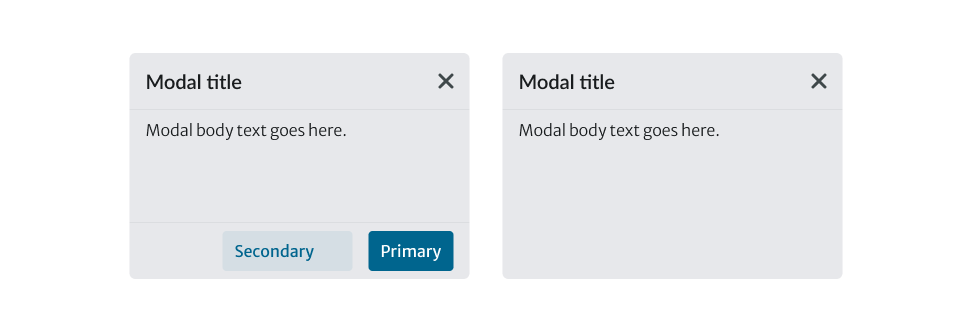 Modal title
Modal body text goes here.
Secondary
Primary
Modal title
Modal body text goes here.